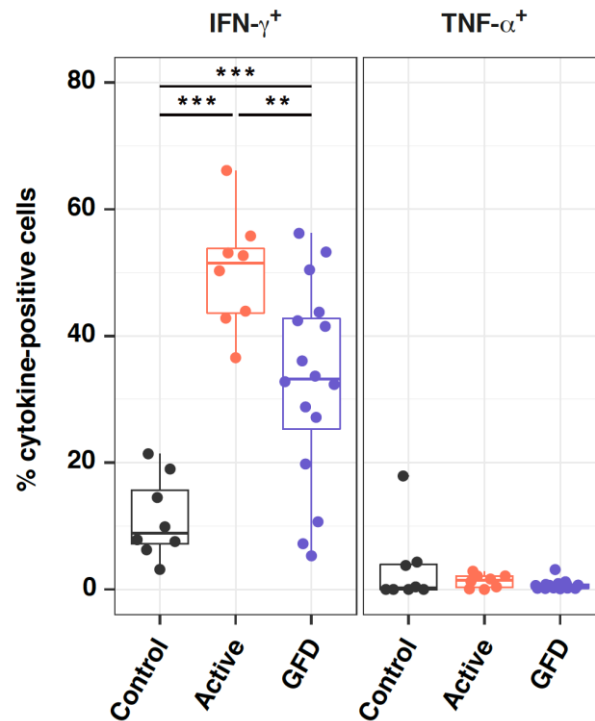 IFN-γ⁺ TNF-α⁺
80
***
*** **
60
% cytokine-positive cells
40
20
0
Control Active GFD Control Active GFD